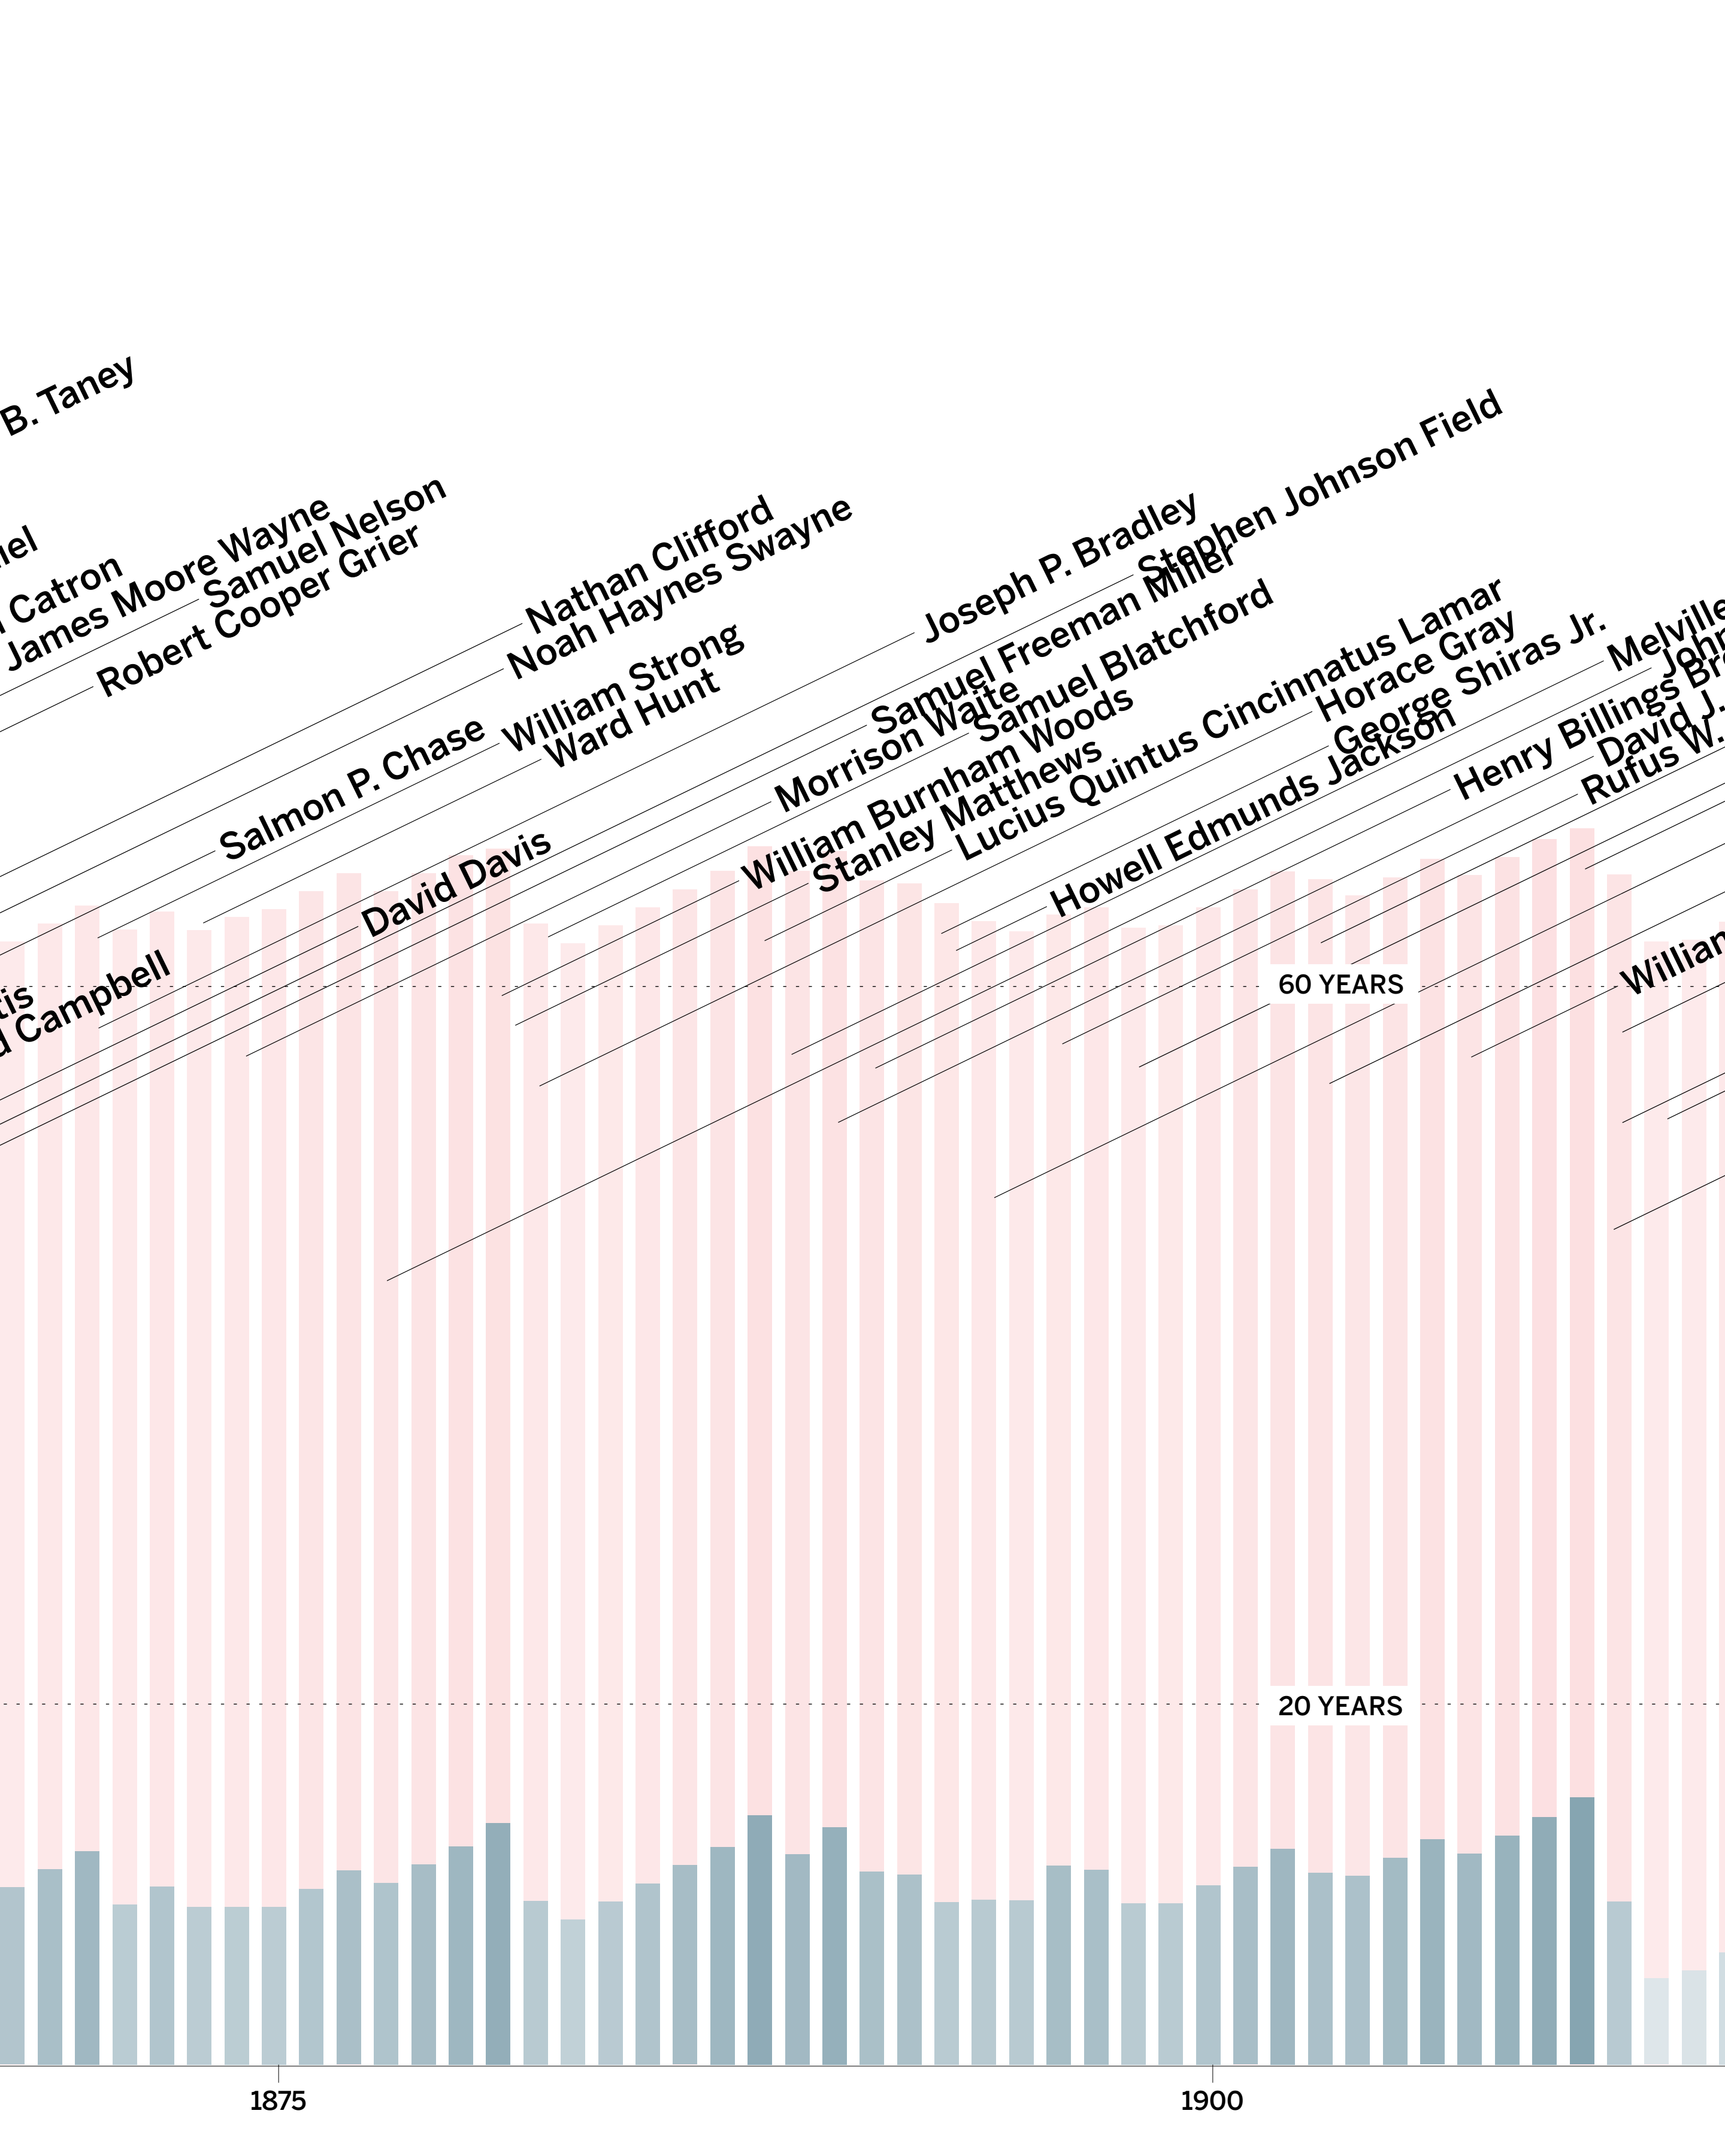 B. Taney
Catron
James Moore Wayne
Samuel Nelson
Robert Cooper Grier
Nathan Clifford
Noah Haynes Swayne
Joseph P. Bradley
Stephen Johnson Field
Samuel Freeman Miller
Salmon P. Chase
William Strong
Ward Hunt
Morrison Waite
Samuel Blatchford
David Davis
William Burnham Woods
Stanley Matthews
Lucius Quintus Cincinnatus Lamar
Horace Gray
George Shiras Jr.
Howell Edmunds Jackson
Melville
John
Henry Billings
David J.
Rufus W.
Campbell
William
60 YEARS
20 YEARS
1875
1900